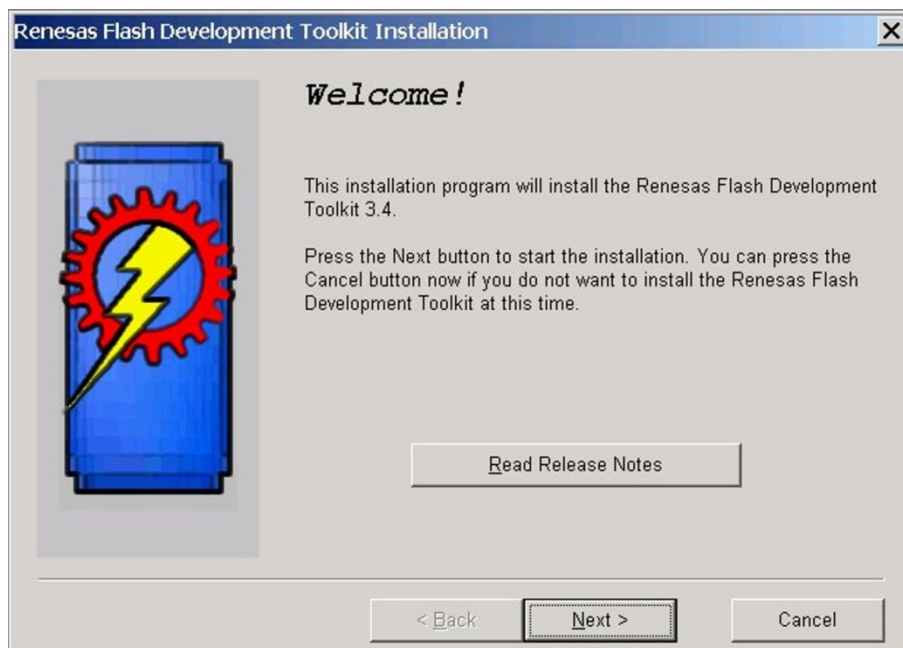 Renesas Flash Development Toolkit Installation
Welcome!
This installation program will install the Renesas Flash Development
Toolkit 3.4.
Press the Next button to start the installation. You can press the
Cancel button now if you do not want to install the Renesas Flash
Development Toolkit at this time.
Read Release Notes
< Back
Next >
Cancel